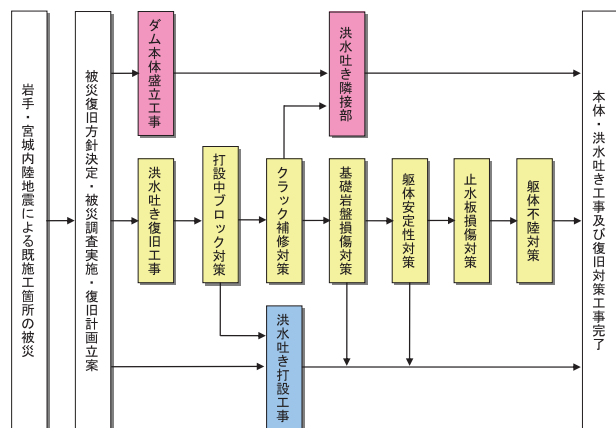 岩手・宮城内陸地震による既施工箇所の被災
被災復旧方針決定・被災調査実施・復旧計画立案
ダム本体盛立工事
洪水吐き隣接部
洪水吐き復旧工事
打設中ブロック対策
クラック補修対策
基礎岩盤損傷対策
躯体安定性対策
止水板損傷対策
躯体不陸対策
洪水吐き打設工事
本体・洪水吐き工事及び復旧対策工事完了